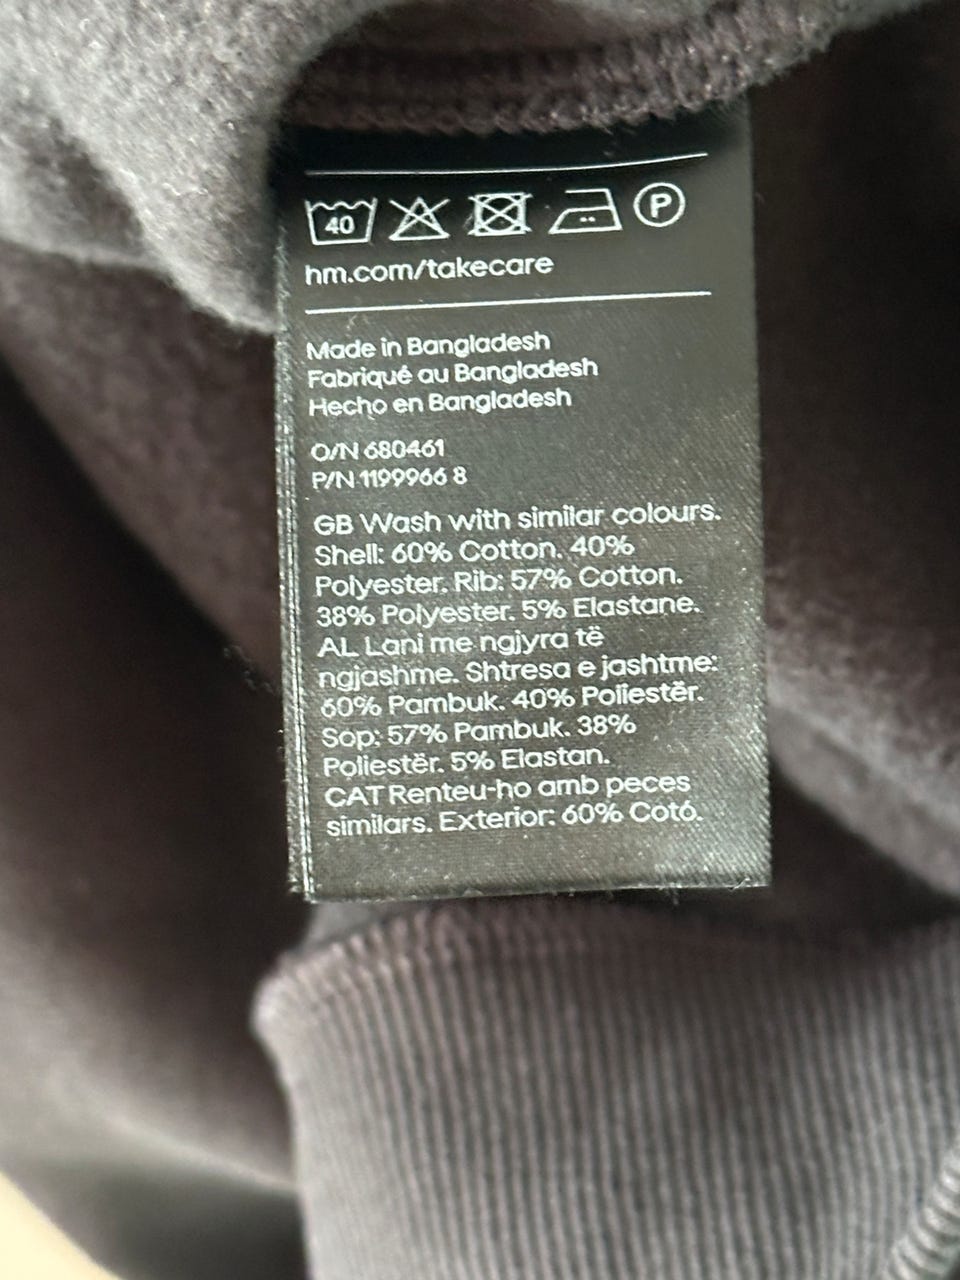 40 P
hm.com/takecare
Made in Bangladesh
Fabriqué au Bangladesh
Hecho en Bangladesh
O/N 680461
P/N 1199966 8
GB Wash with similar colours.
Shell: 60% Cotton. 40%
Polyester. Rib: 57% Cotton.
38% Polyester. 5% Elastane.
AL Lani me ngjyra të
ngjashme. Shtresa e jashtme:
60% Pambuk. 40% Poliestër.
Sop: 57% Pambuk. 38%
Poliestër. 5% Elastan.
CAT Renteu-ho amb peces
similars. Exterior: 60% Cotó.